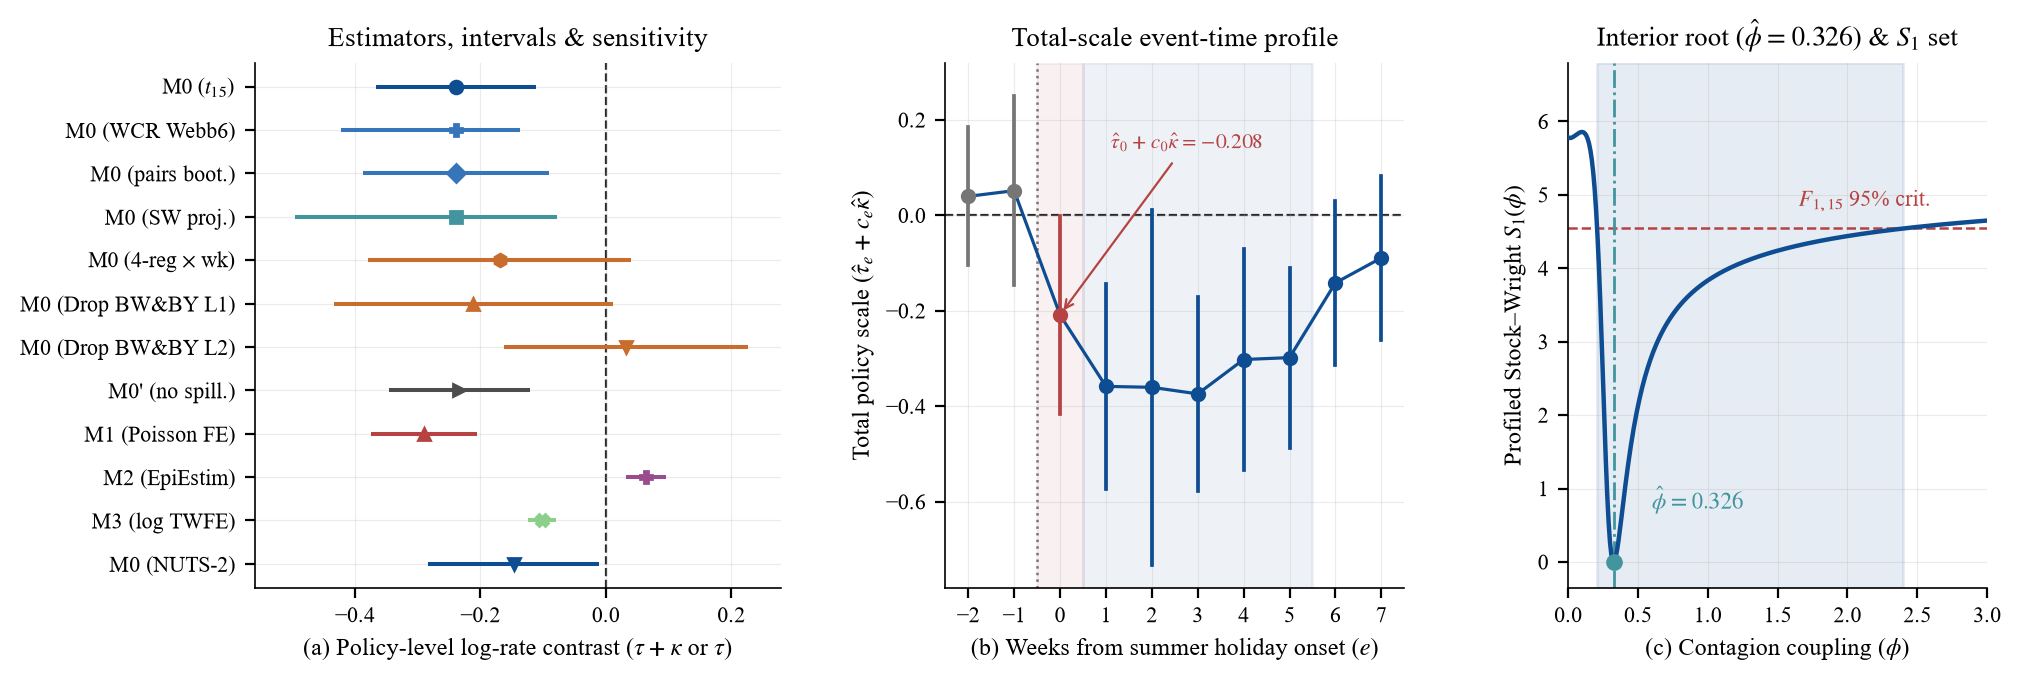 Estimators, intervals & sensitivity
M0 (t₁₅)
M0 (WCR Webb6)
M0 (pairs boot.)
M0 (SW proj.)
M0 (4-reg × wk)
M0 (Drop BW&BY L1)
M0 (Drop BW&BY L2)
M0' (no spill.)
M1 (Poisson FE)
M2 (EpiEstim)
M3 (log TWFE)
M0 (NUTS-2)
−0.4 −0.2 0.0 0.2
(a) Policy-level log-rate contrast (τ + κ or τ)
Total-scale event-time profile
Total policy scale (τ̂ₑ + cₑκ̂)
0.2
0.0
−0.2
−0.4
−0.6
τ̂₀ + c₀κ̂ = −0.208
−2 −1 0 1 2 3 4 5 6 7
(b) Weeks from summer holiday onset (e)
Interior root (ϕ̂ = 0.326) & S₁ set
Profiled Stock–Wright S₁(ϕ)
6
5
4
3
2
1
0
F₁,₁₅ 95% crit.
ϕ̂ = 0.326
0.0 0.5 1.0 1.5 2.0 2.5 3.0
(c) Contagion coupling (ϕ)